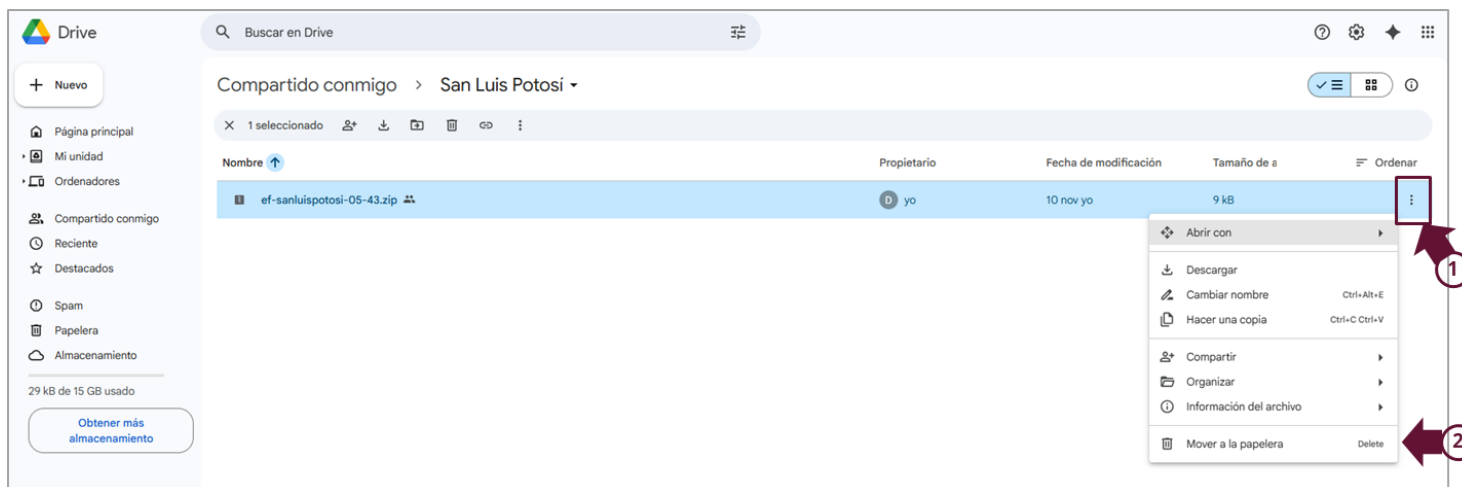 Drive
Buscar en Drive
Nuevo
Compartido conmigo > San Luis Potosí
Página principal
Mi unidad
Ordenadores
Compartido conmigo
Reciente
Destacados
Spam
Papelera
Almacenamiento
29 kB de 15 GB usado
Obtener más
almacenamiento
1 seleccionado
Nombre Propietario Fecha de modificación Tamaño de a Ordenar
ef-sanluispotosi-05-43.zip D yo 10 nov yo 9 kB
1
Abrir con
Descargar
Cambiar nombre Ctrl+Alt+E
Hacer una copia Ctrl+C Ctrl+V
Compartir
Organizar
Información del archivo
Mover a la papelera Delete
2